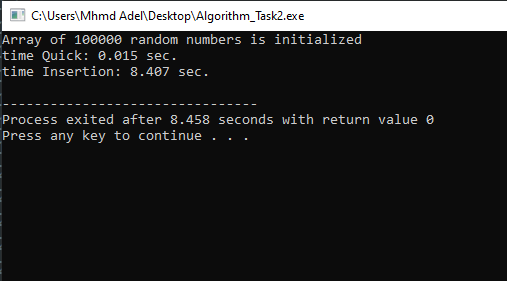 C:\Users\Mhmd Adel\Desktop\Algorithm_Task2.exe
Array of 100000 random numbers is initialized
time Quick: 0.015 sec.
time Insertion: 8.407 sec.
--------------------------------
Process exited after 8.458 seconds with return value 0
Press any key to continue . . .